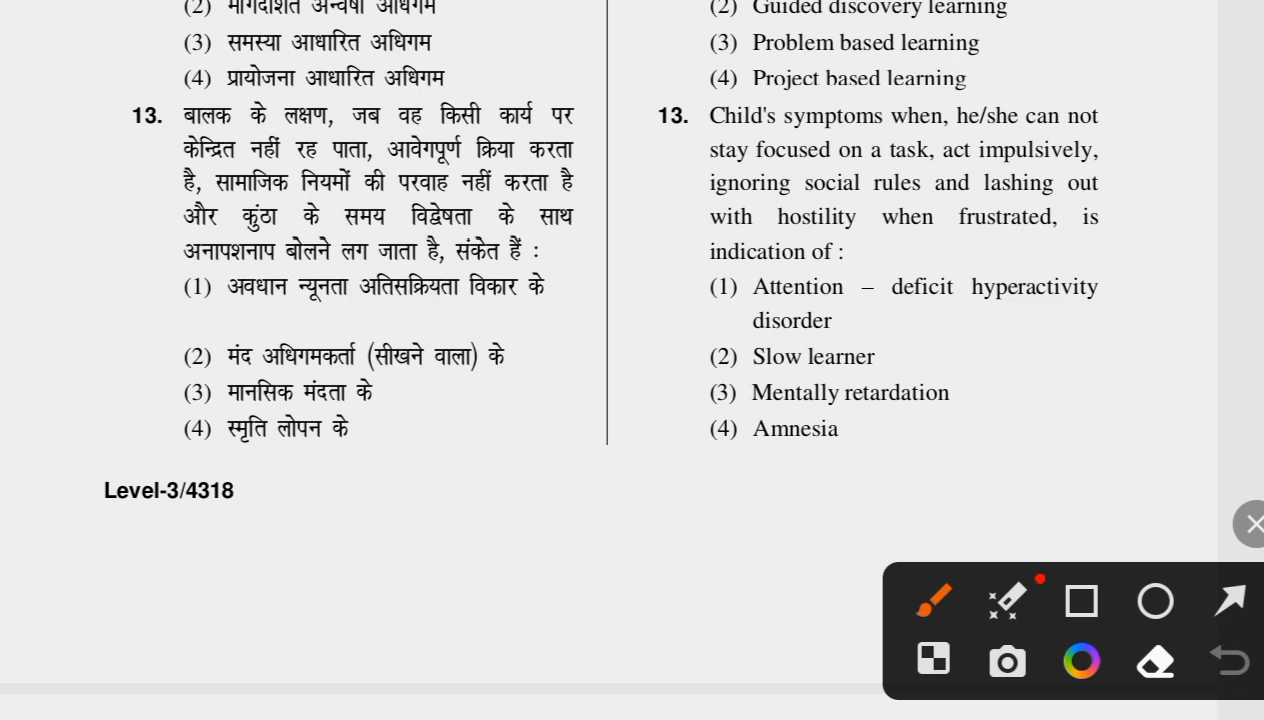 (2) मार्गदर्शित अन्वेषी अधिगम
(3) समस्या आधारित अधिगम
(4) प्रायोजना आधारित अधिगम
13. बालक के लक्षण, जब वह किसी कार्य पर
केन्द्रित नहीं रह पाता, आवेगपूर्ण क्रिया करता
है, सामाजिक नियमों की परवाह नहीं करता है
और कुंठा के समय विद्वेषता के साथ
अनापशनाप बोलने लग जाता है, संकेत हैं :
(1) अवधान न्यूनता अतिसक्रियता विकार के
(2) मंद अधिगमकर्ता (सीखने वाला) के
(3) मानसिक मंदता के
(4) स्मृति लोपन के
Level-3/4318
(2) Guided discovery learning
(3) Problem based learning
(4) Project based learning
13. Child's symptoms when, he/she can not
stay focused on a task, act impulsively,
ignoring social rules and lashing out
with hostility when frustrated, is
indication of :
(1) Attention – deficit hyperactivity
disorder
(2) Slow learner
(3) Mentally retardation
(4) Amnesia